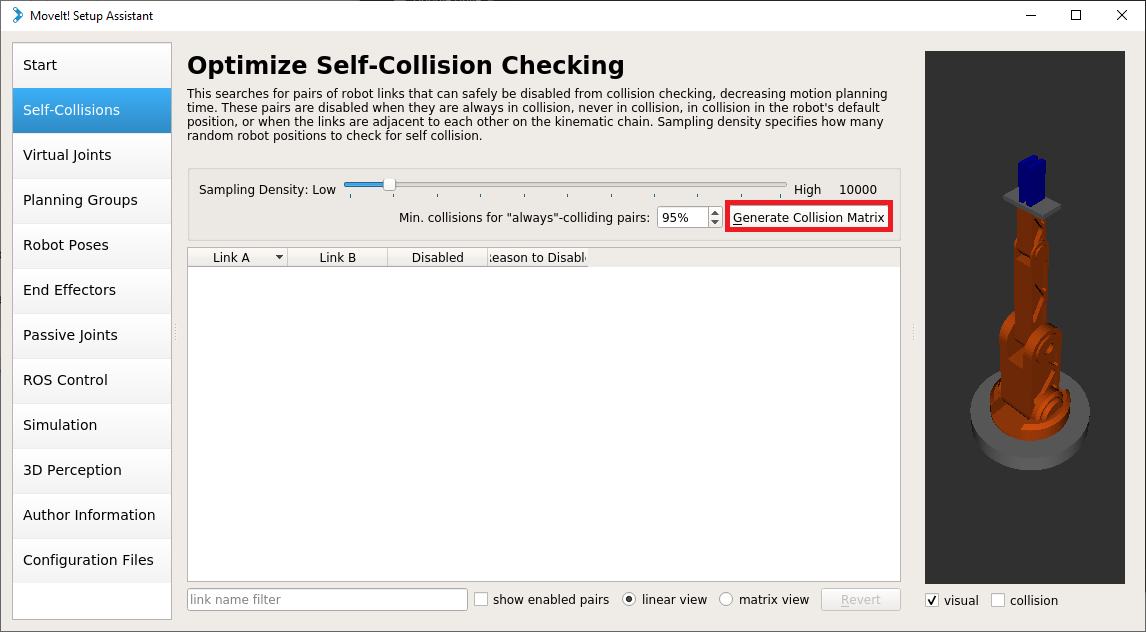 MoveIt! Setup Assistant
Start
Self-Collisions
Virtual Joints
Planning Groups
Robot Poses
End Effectors
Passive Joints
ROS Control
Simulation
3D Perception
Author Information
Configuration Files
Optimize Self-Collision Checking
This searches for pairs of robot links that can safely be disabled from collision checking, decreasing motion planning
time. These pairs are disabled when they are always in collision, never in collision, in collision in the robot's default
position, or when the links are adjacent to each other on the kinematic chain. Sampling density specifies how many
random robot positions to check for self collision.
Sampling Density: Low High 10000
Min. collisions for "always"-colliding pairs: 95% Generate Collision Matrix
Link A Link B Disabled eason to Disabl
link name filter show enabled pairs linear view matrix view Revert
visual collision